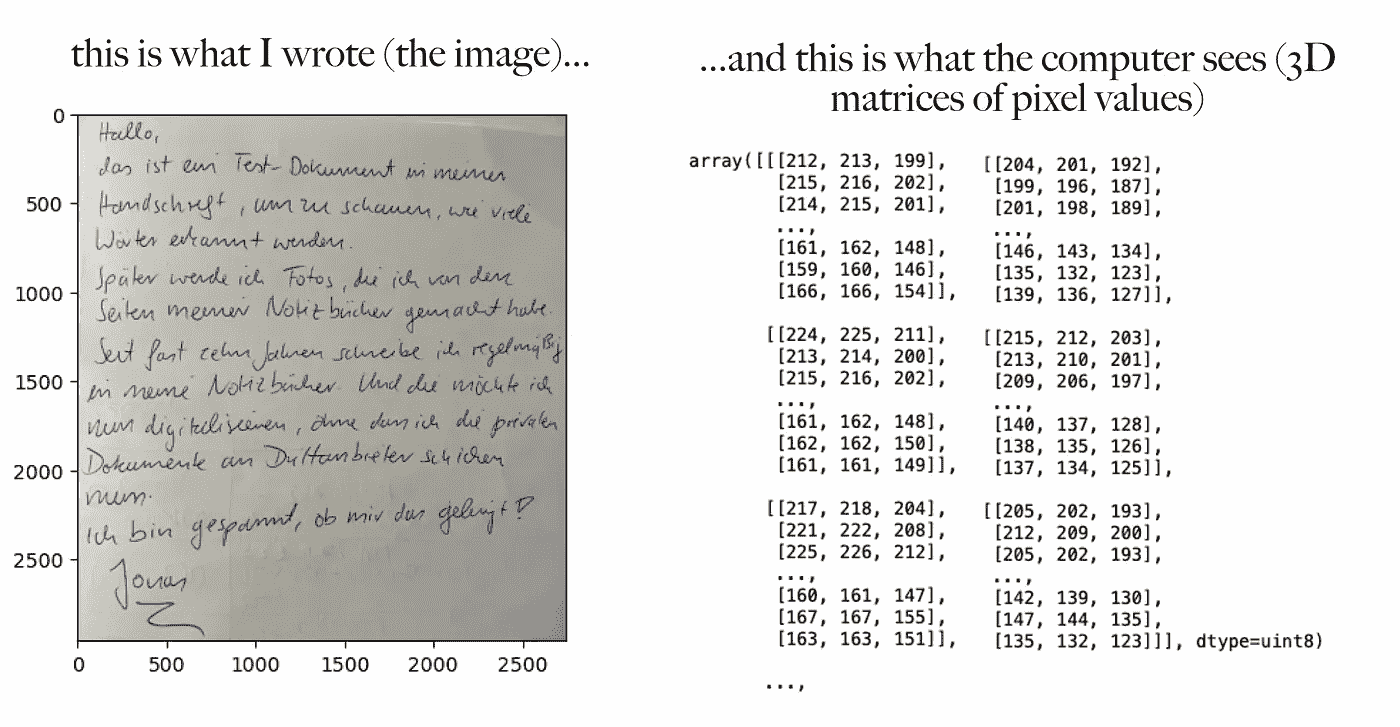 this is what I wrote (the image)...
...and this is what the computer sees (3D
matrices of pixel values)
0
500
1000
1500
2000
2500
0 500 1000 1500 2000 2500
Hallo,
das ist ein Test-Dokument in meiner
Handschrift, um zu schauen, wie viele
Wörter erkannt werden.
Später werde ich Fotos, die ich von den
Seiten meiner Notizbücher gemacht habe.
Seit fast zehn Jahren schreibe ich regelmäßig
in meine Notizbücher. Und die möchte ich
nun digitalisieren, ohne dass ich die privaten
Dokumente an Drittanbieter schicken
muss.
Ich bin gespannt, ob mir das gelingt!
Jonas
array([[[212, 213, 199],
[215, 216, 202],
[214, 215, 201],
...,
[161, 162, 148],
[159, 160, 146],
[166, 166, 154]],
[[224, 225, 211],
[213, 214, 200],
[215, 216, 202],
...,
[161, 162, 148],
[162, 162, 150],
[161, 161, 149]],
[[217, 218, 204],
[221, 222, 208],
[225, 226, 212],
...,
[160, 161, 147],
[167, 167, 155],
[163, 163, 151]],
...,
[[204, 201, 192],
[199, 196, 187],
[201, 198, 189],
...,
[146, 143, 134],
[135, 132, 123],
[139, 136, 127]],
[[215, 212, 203],
[213, 210, 201],
[209, 206, 197],
...,
[140, 137, 128],
[138, 135, 126],
[137, 134, 125]],
[[205, 202, 193],
[212, 209, 200],
[205, 202, 193],
...,
[142, 139, 130],
[147, 144, 135],
[135, 132, 123]]], dtype=uint8)